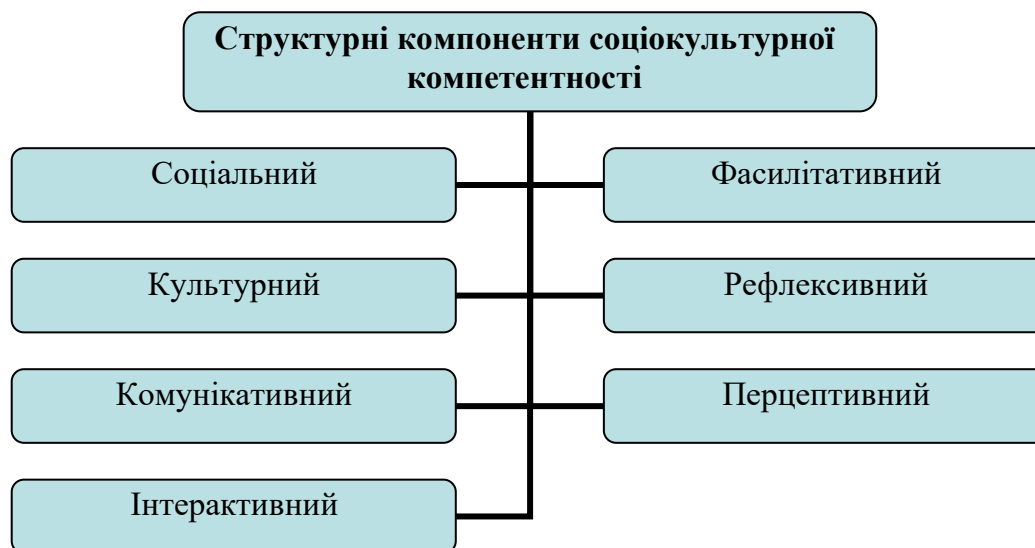 Структурні компоненти соціокультурної
компетентності
Соціальний
Фасилітативний
Культурний
Рефлексивний
Комунікативний
Перцептивний
Інтерактивний